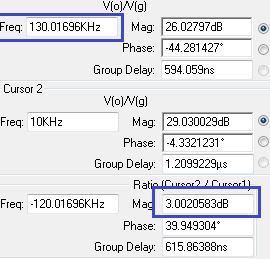 V(o)/V(g)
Freq: 130.01696KHz Mag: 26.02797dB
Phase: -44.281427°
Group Delay: 594.059ns
Cursor 2
V(o)/V(g)
Freq: 10KHz Mag: 29.030029dB
Phase: -4.3321231°
Group Delay: 1.2099229µs
Ratio (Cursor2 / Cursor1)
Freq: -120.01696KHz Mag 3.0020583dB
Phase: 39.949304°
Group Delay: 615.86388ns